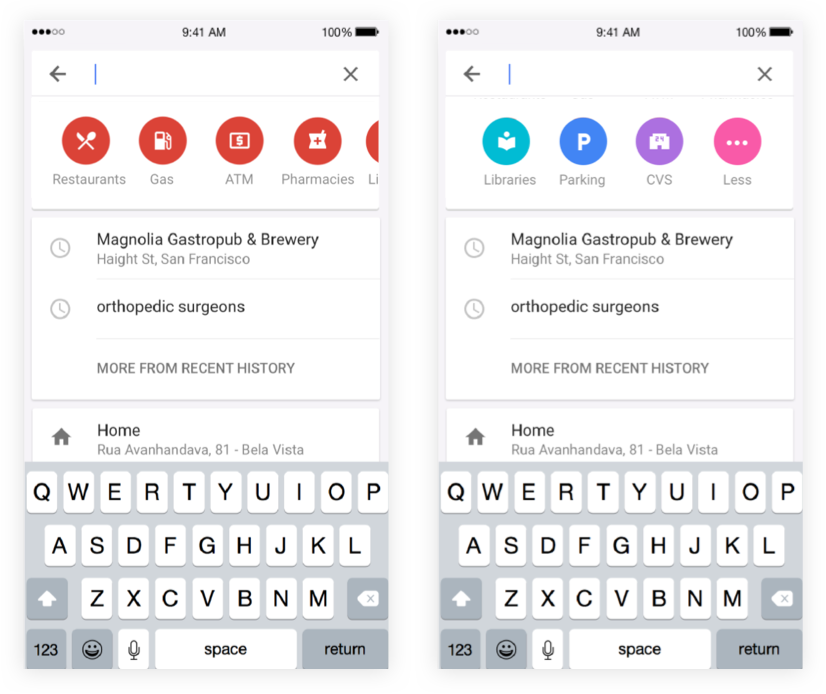 9:41 AM 100%
Restaurants Gas ATM Pharmacies Li
Magnolia Gastropub & Brewery
Haight St, San Francisco
orthopedic surgeons
MORE FROM RECENT HISTORY
Home
Rua Avanhandava, 81 - Bela Vista
Q W E R T Y U I O P
A S D F G H J K L
Z X C V B N M
123 space return
9:41 AM 100%
P 24
Libraries Parking CVS Less
Magnolia Gastropub & Brewery
Haight St, San Francisco
orthopedic surgeons
MORE FROM RECENT HISTORY
Home
Rua Avanhandava, 81 - Bela Vista
Q W E R T Y U I O P
A S D F G H J K L
Z X C V B N M
123 space return